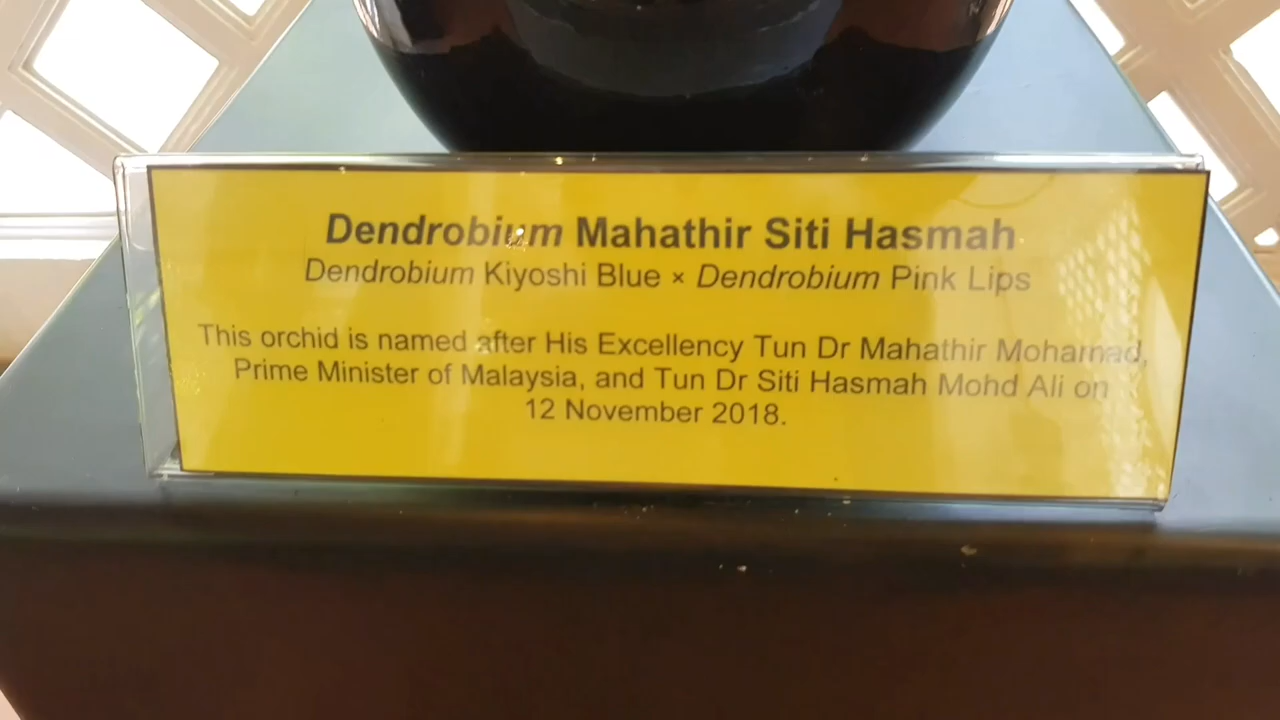 Dendrobium Mahathir Siti Hasmah
Dendrobium Kiyoshi Blue × Dendrobium Pink Lips
This orchid is named after His Excellency Tun Dr Mahathir Mohamad,
Prime Minister of Malaysia, and Tun Dr Siti Hasmah Mohd Ali on
12 November 2018.